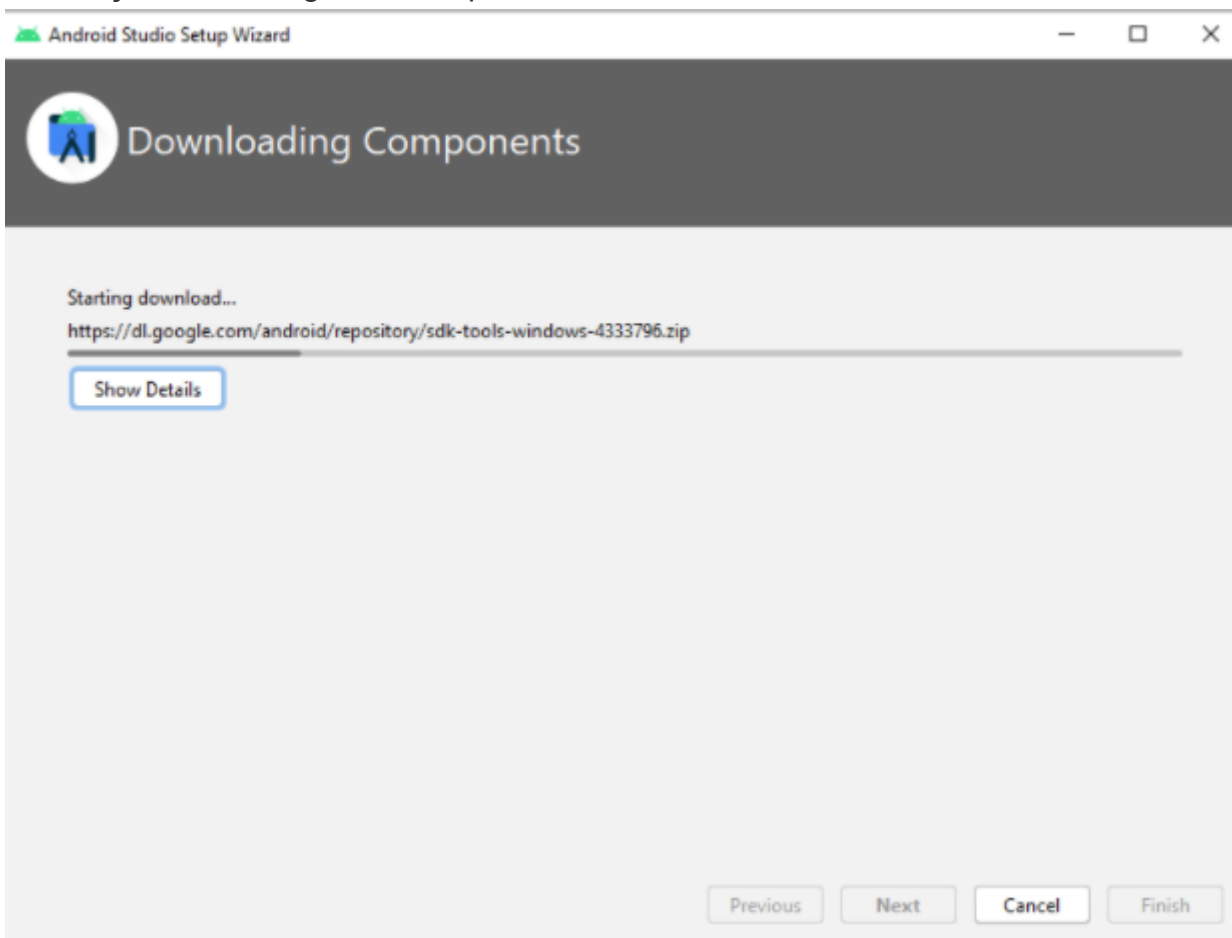 Android Studio Setup Wizard
Downloading Components
Starting download...
https://dl.google.com/android/repository/sdk-tools-windows-4333796.zip
Show Details
Previous Next Cancel Finish